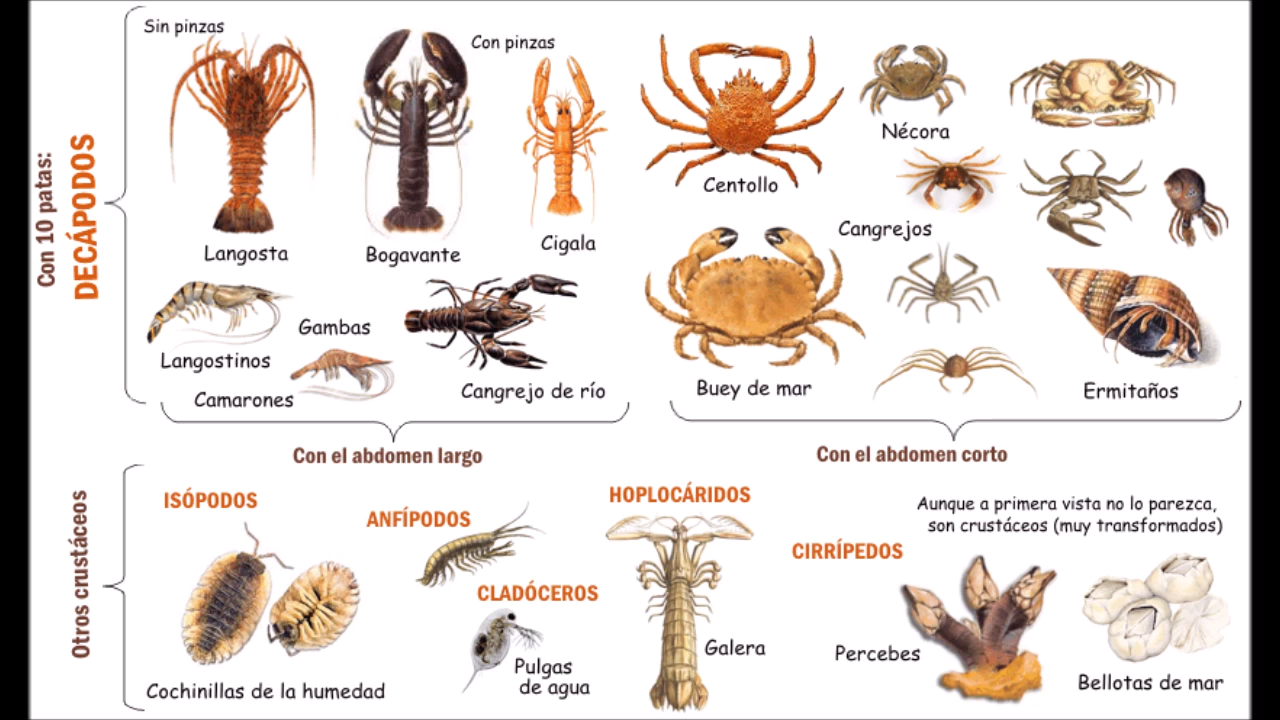 Con 10 patas:
DECÁPODOS
Sin pinzas
Con pinzas
Langosta
Bogavante
Cigala
Langostinos
Gambas
Camarones
Cangrejo de río
Con el abdomen largo
Centollo
Nécora
Cangrejos
Buey de mar
Ermitaños
Con el abdomen corto
Otros crustáceos
ISÓPODOS
Cochinillas de la humedad
ANFÍPODOS
CLADÓCEROS
Pulgas
de agua
HOPLOCÁRIDOS
Galera
CIRRÍPEDOS
Aunque a primera vista no lo parezca,
son crustáceos (muy transformados)
Percebes
Bellotas de mar